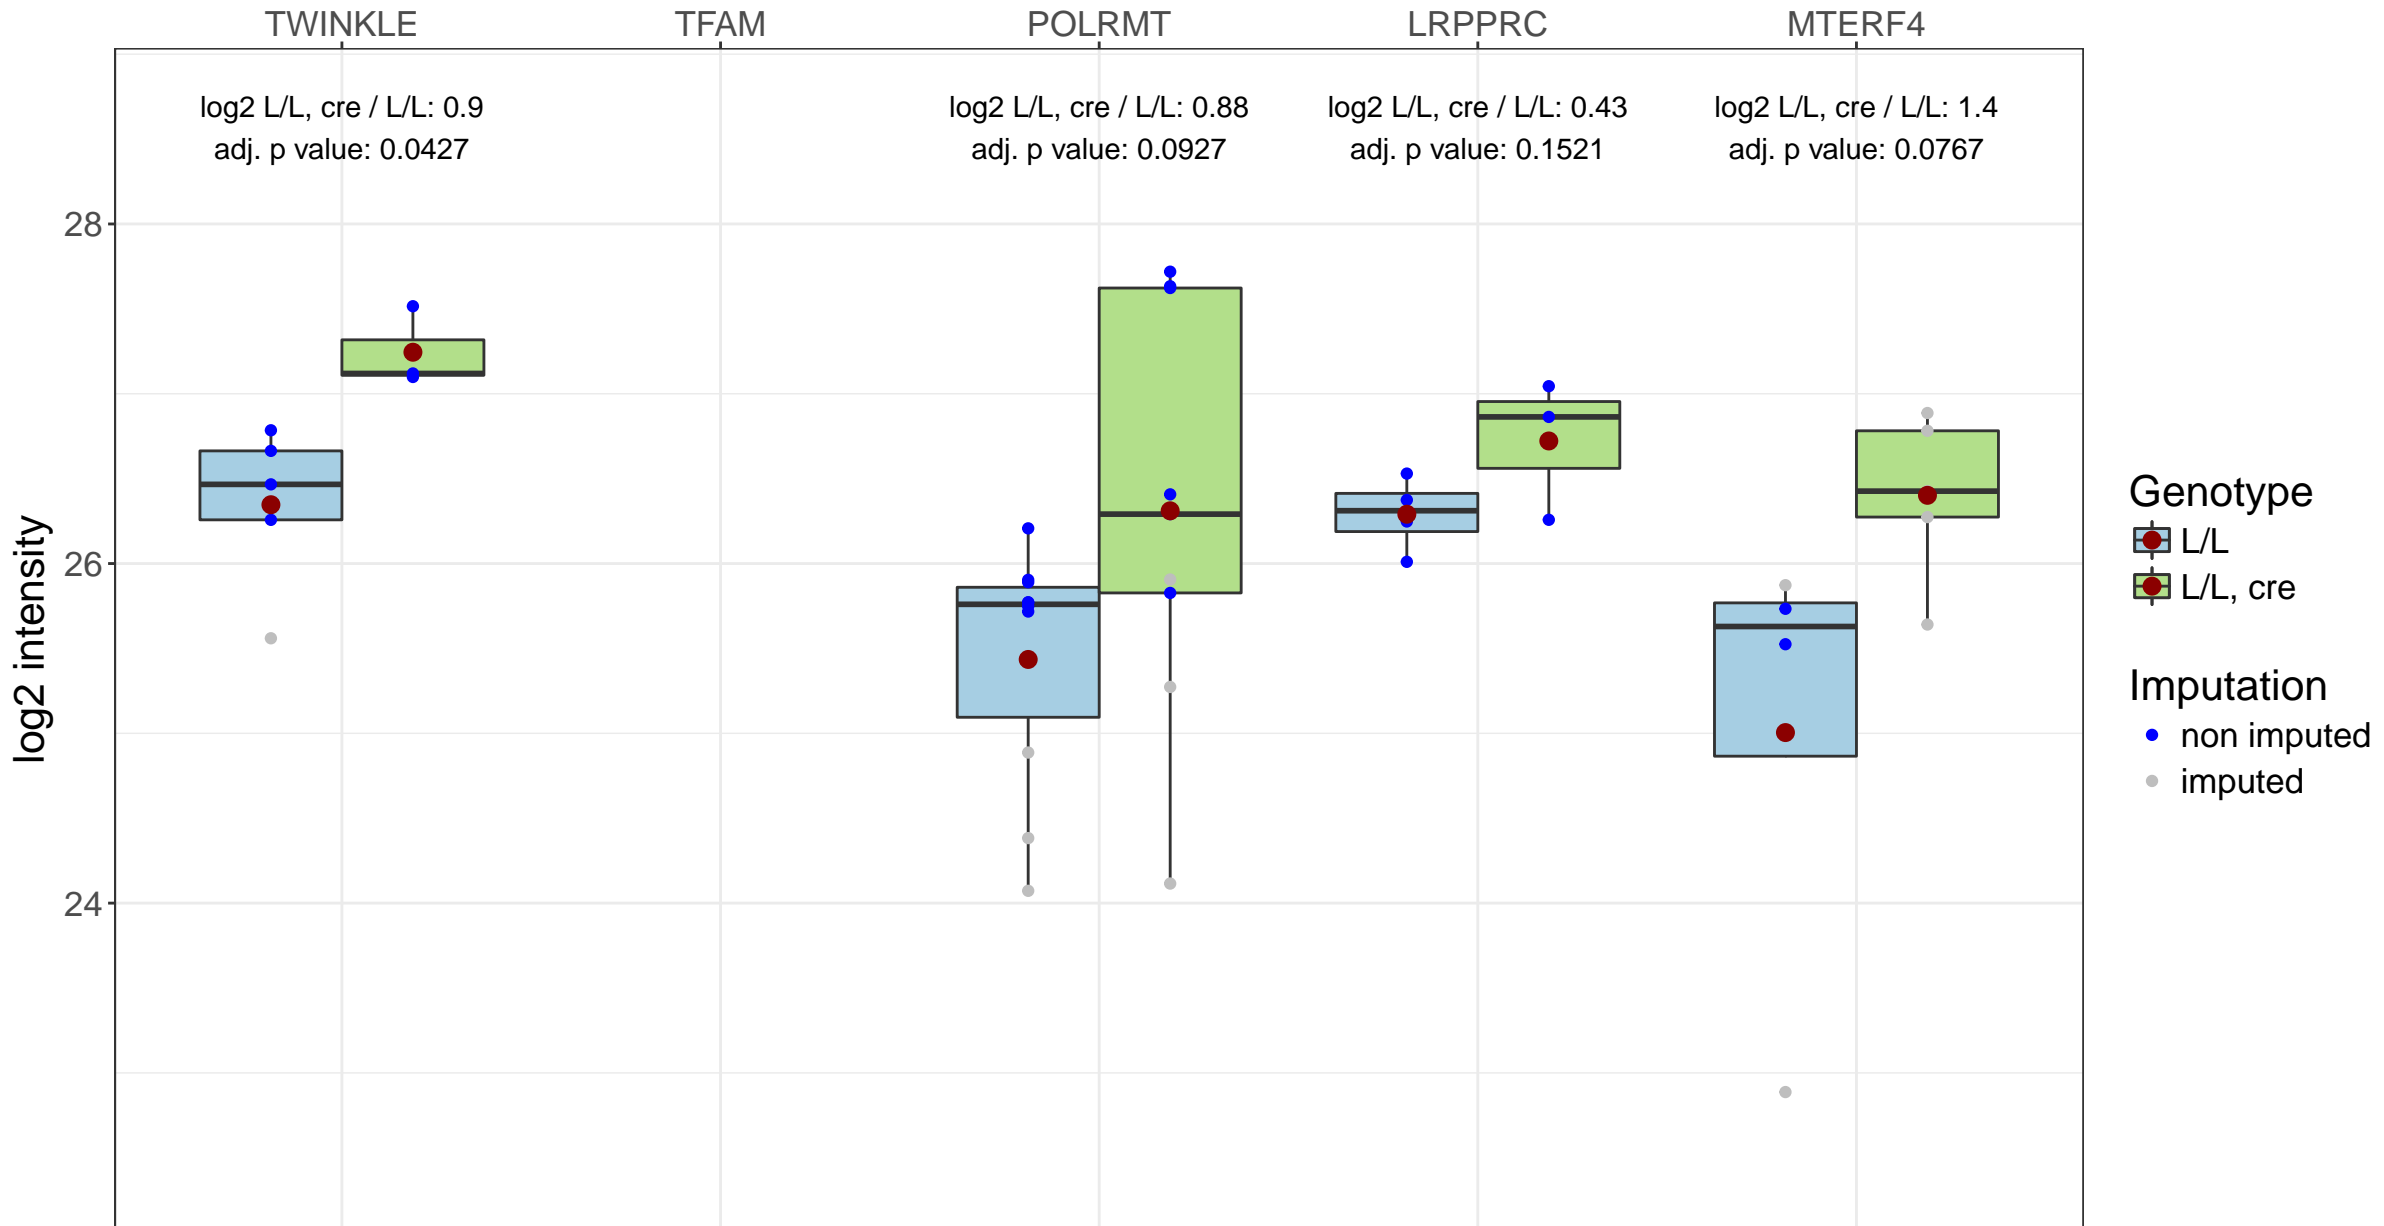 TWINKLE TFAM POLRMT LRPPRC MTERF4
log2 L/L, cre / L/L: 0.9
adj. p value: 0.0427
log2 L/L, cre / L/L: 0.88
adj. p value: 0.0927
log2 L/L, cre / L/L: 0.43
adj. p value: 0.1521
log2 L/L, cre / L/L: 1.4
adj. p value: 0.0767
28
26
24
log2 intensity
Genotype
L/L
L/L, cre
Imputation
non imputed
imputed